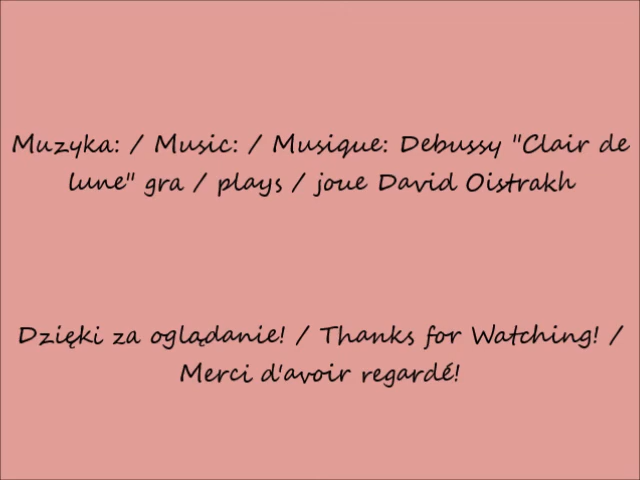 Muzyka: / Music: / Musique: Debussy "Clair de
lune" gra / plays / joue David Oistrakh
Dzięki za oglądanie! / Thanks for Watching! /
Merci d'avoir regardé!